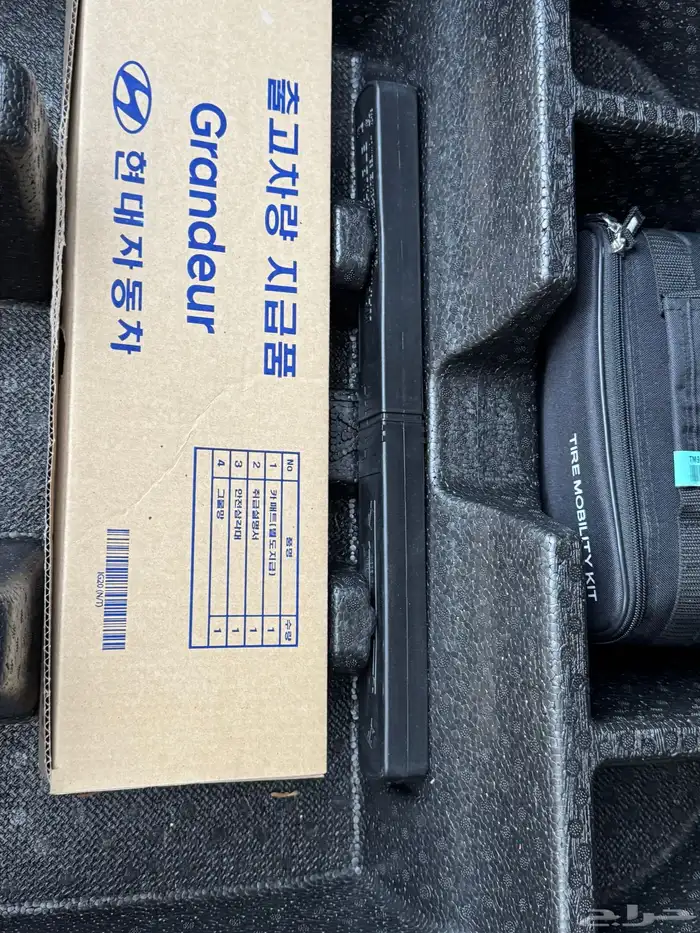 출고차량 지급품
Grandeur
현대자동차
No 품명 수량
1 카매트(별도지급) 1
2 취급설명서 1
3 안전삼각대 1
4 그물망 1
IG20 (N/T)
TIRE MOBILITY KIT
حراج